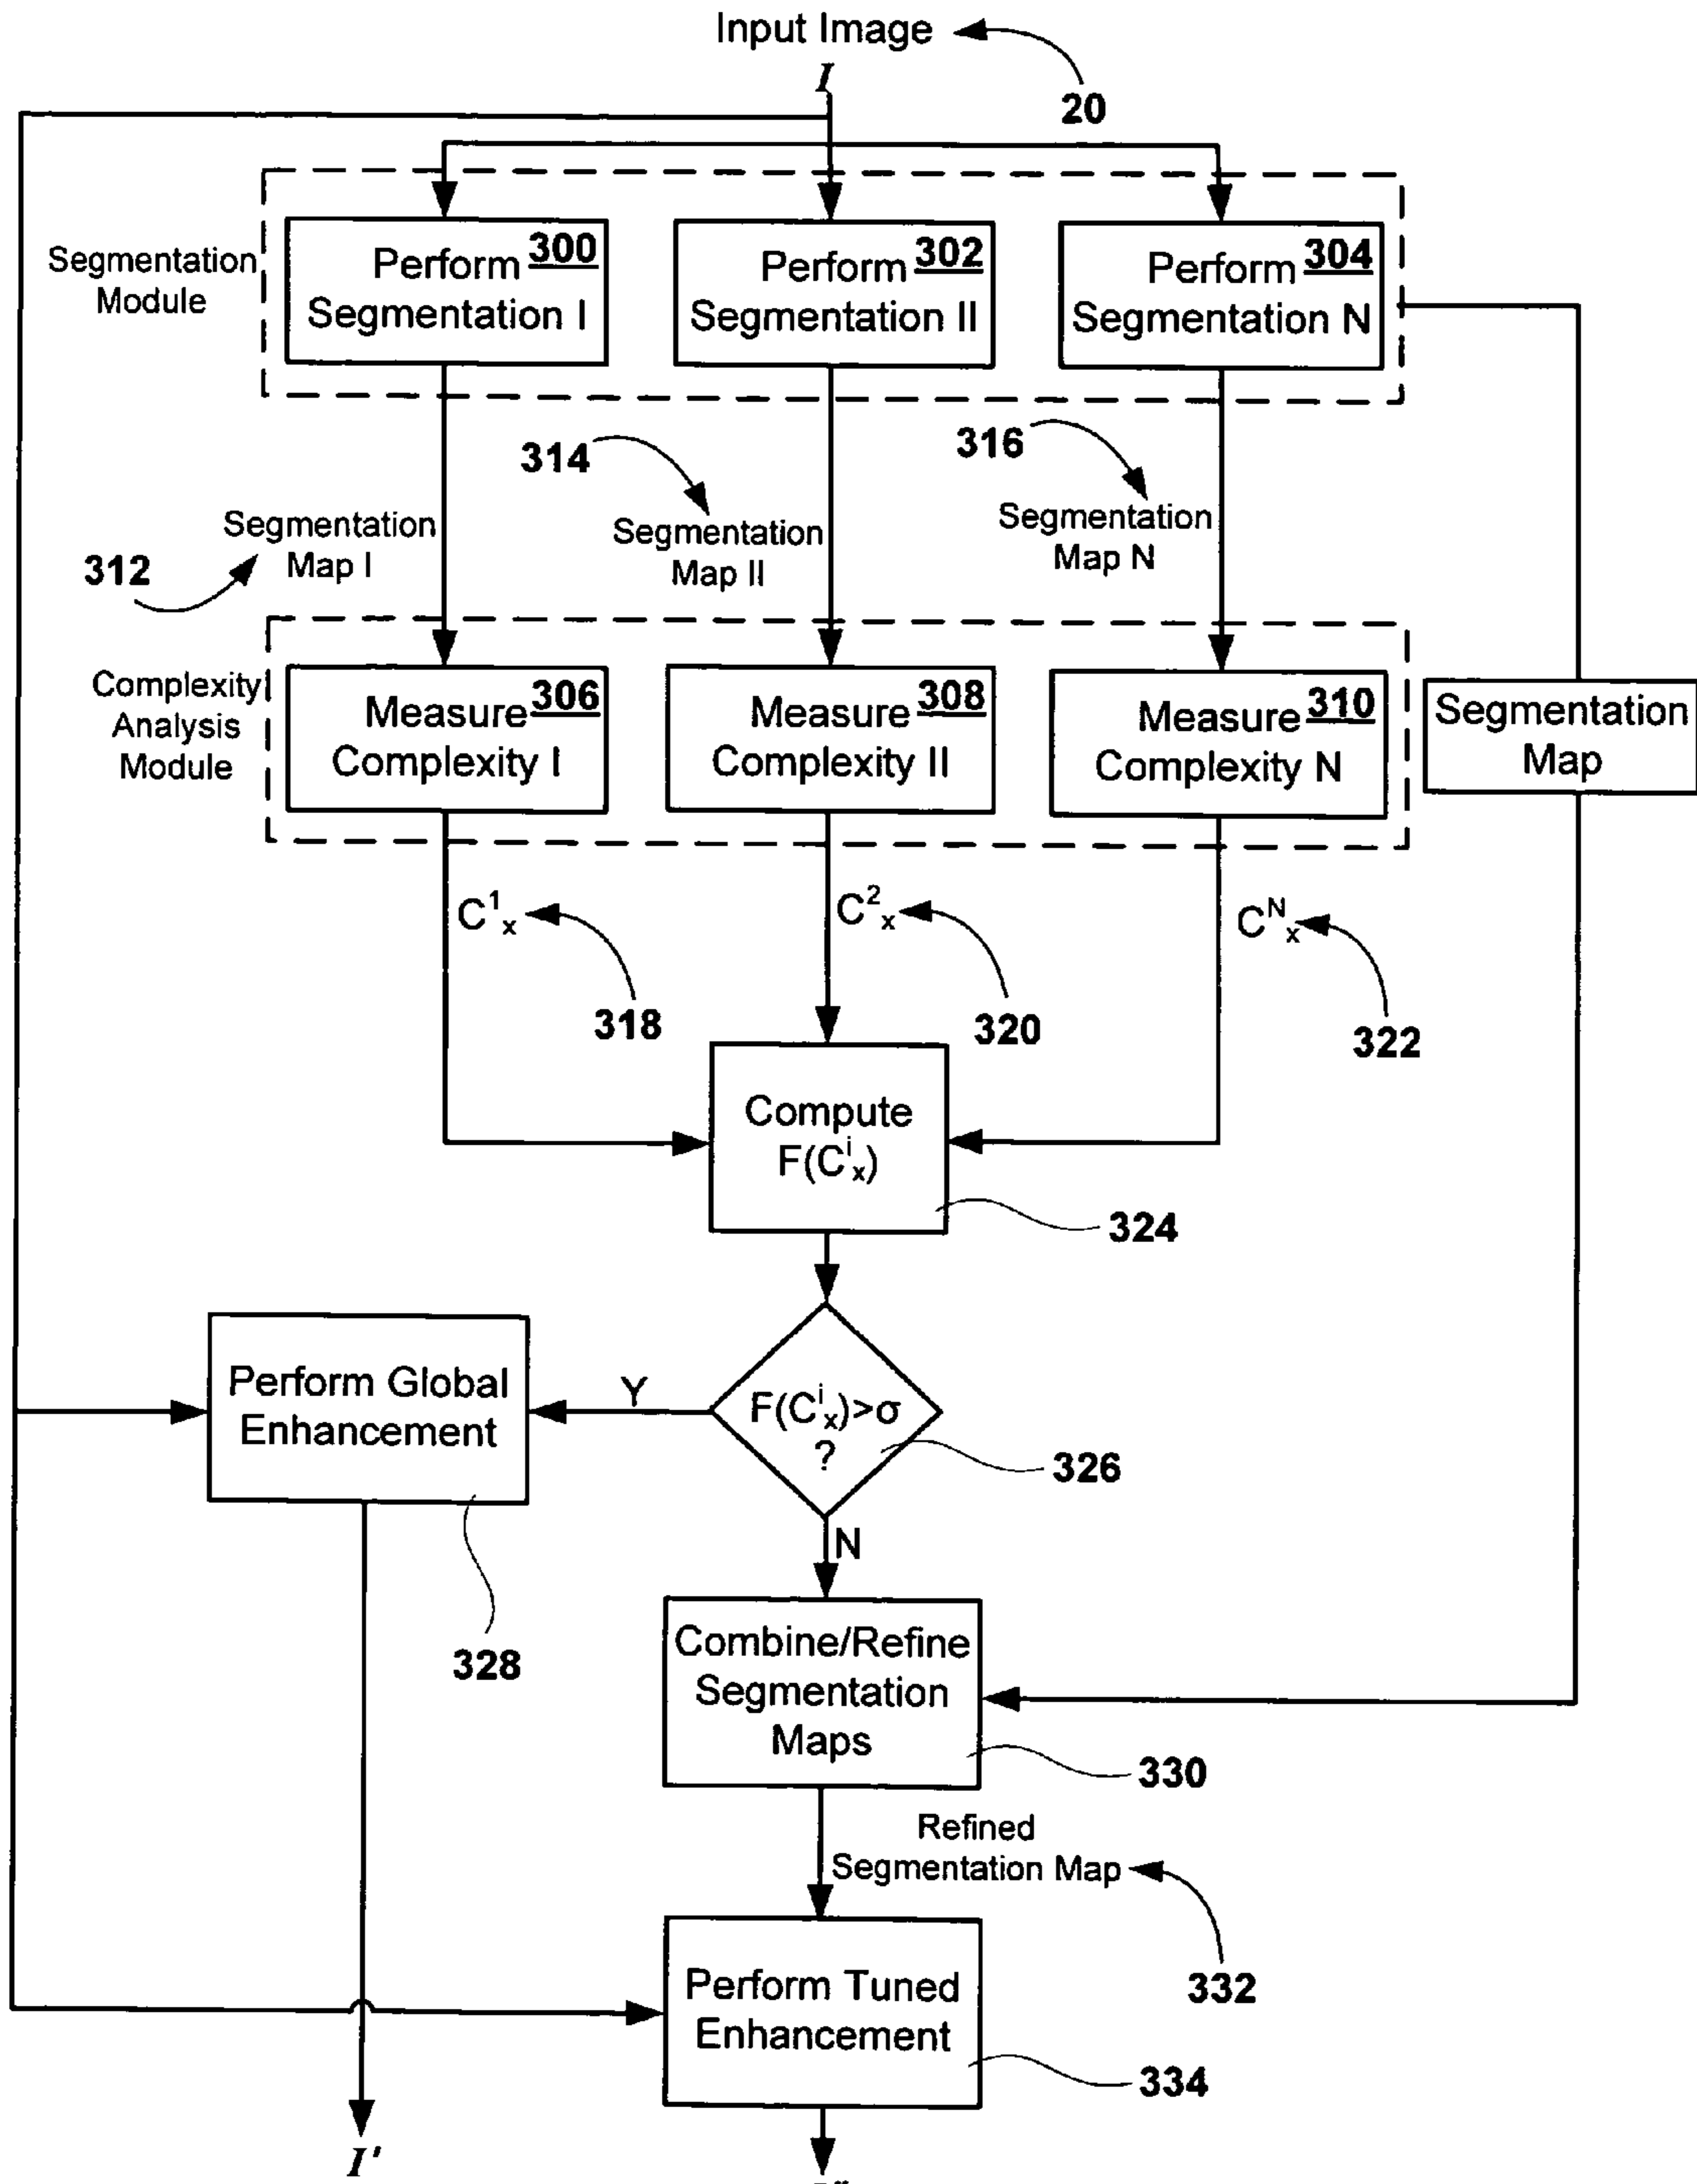 Input Image
I
20
Segmentation
Module
Perform 300
Segmentation I
Perform 302
Segmentation II
Perform 304
Segmentation N
314
316
Segmentation
Map I
Segmentation
Map II
Segmentation
Map N
312
Complexity
Analysis
Module
Measure 306
Complexity I
Measure 308
Complexity II
Measure 310
Complexity N
Segmentation
Map
C¹ₓ
C²ₓ
Cᴺₓ
318
320
322
Compute
F(Cⁱₓ)
324
Perform Global
Enhancement
Y
F(Cⁱₓ)>σ
?
326
N
328
Combine/Refine
Segmentation
Maps
330
Refined
Segmentation Map
332
Perform Tuned
Enhancement
334
I'